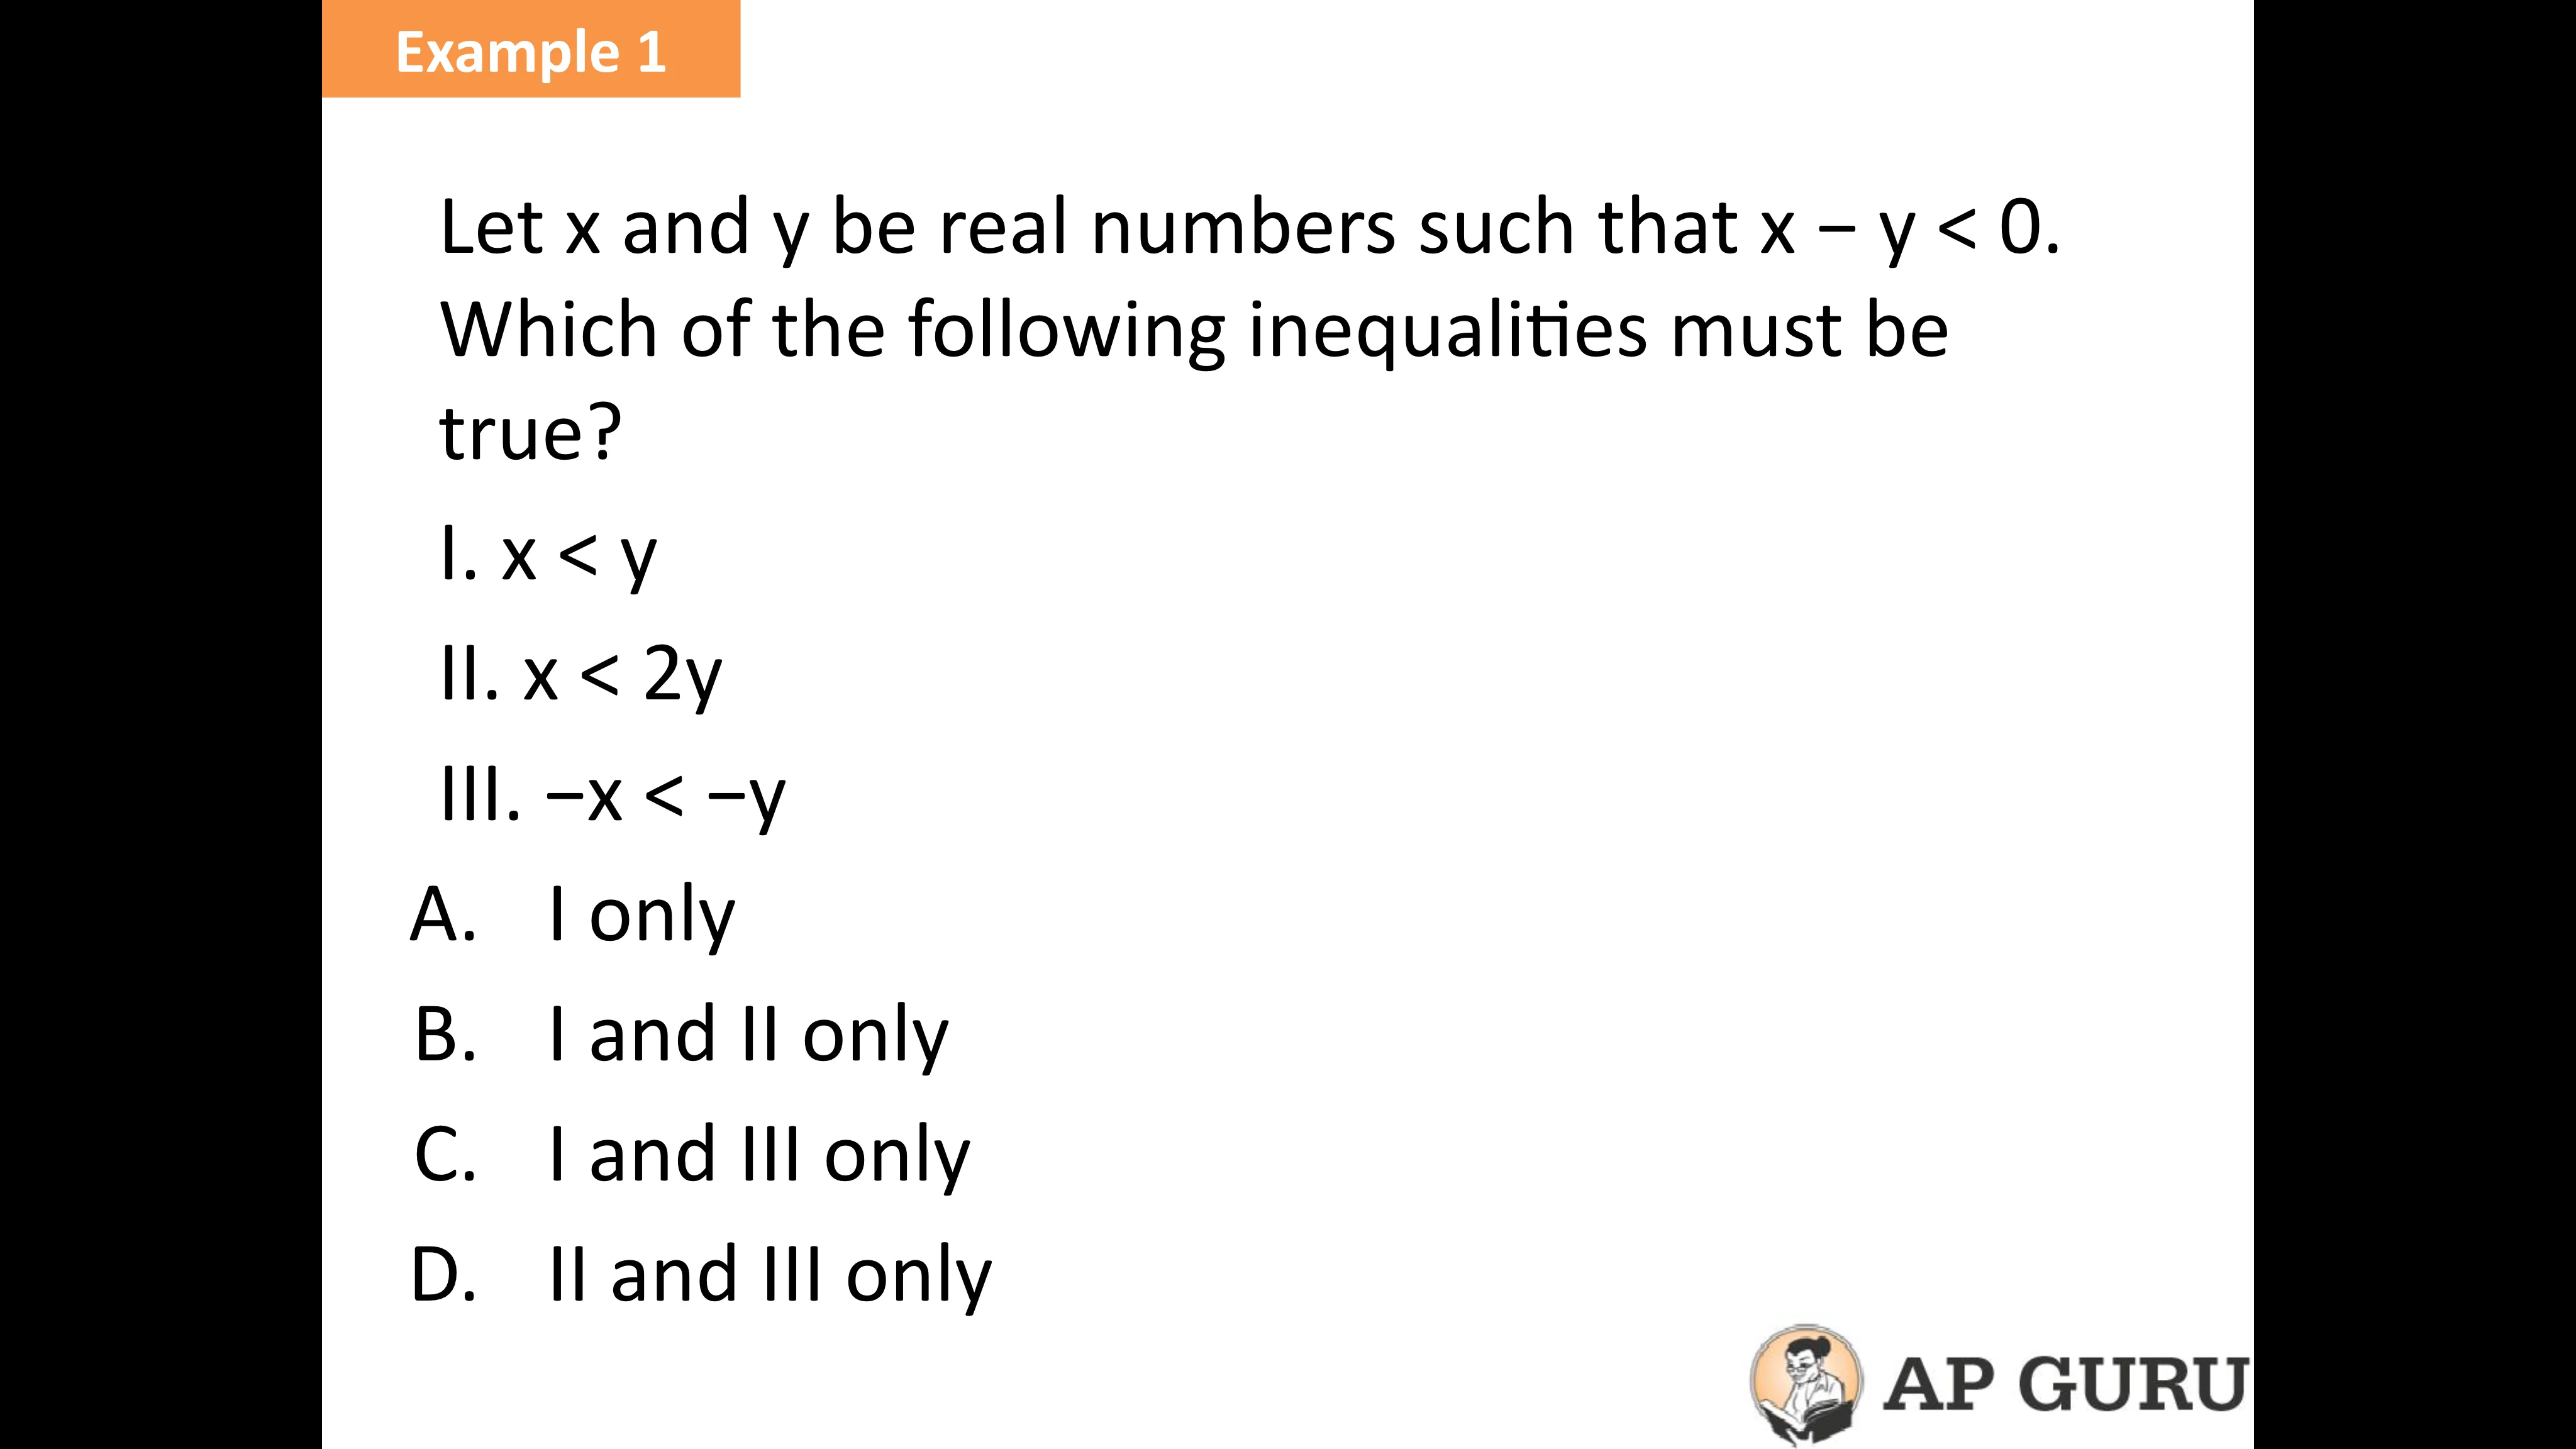 Example 1
Let x and y be real numbers such that x − y < 0.
Which of the following inequalities must be
true?
I. x < y
II. x < 2y
III. −x < −y
A. I only
B. I and II only
C. I and III only
D. II and III only
AP GURU